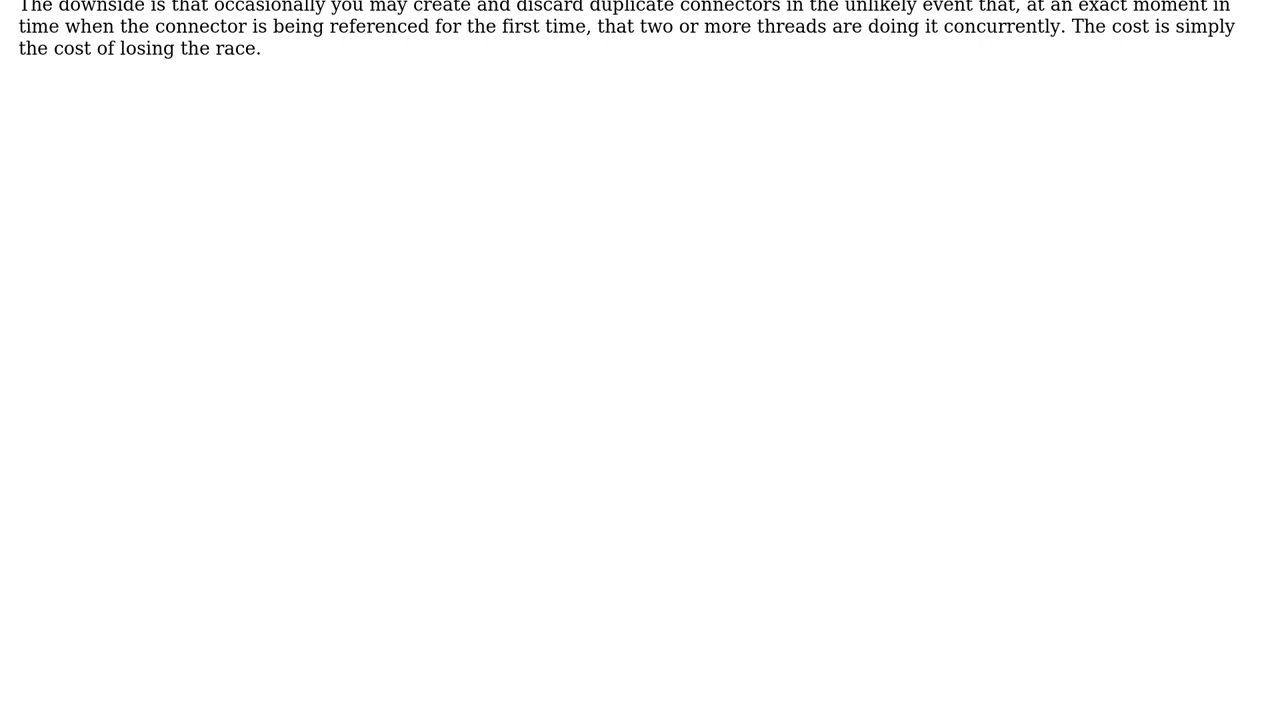 The downside is that occasionally you may create and discard duplicate connectors in the unlikely event that, at an exact moment in
time when the connector is being referenced for the first time, that two or more threads are doing it concurrently. The cost is simply
the cost of losing the race.